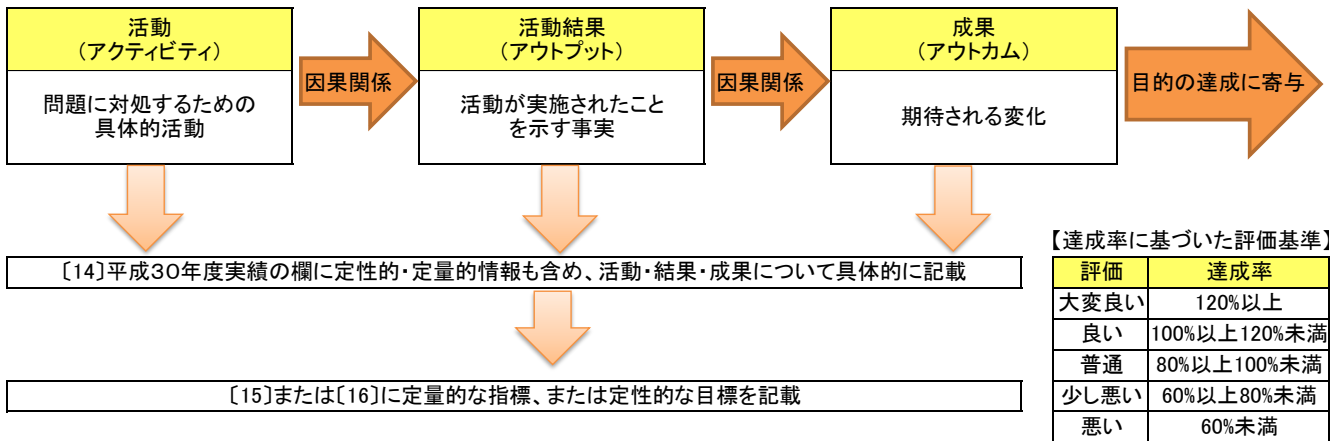 活動
（アクティビティ）
問題に対処するための
具体的活動
因果関係
活動結果
（アウトプット）
活動が実施されたこと
を示す事実
因果関係
成果
（アウトカム）
期待される変化
目的の達成に寄与
〔14〕平成３０年度実績の欄に定性的・定量的情報も含め、活動・結果・成果について具体的に記載
〔15〕または〔16〕に定量的な指標、または定性的な目標を記載
【達成率に基づいた評価基準】
評価 達成率
大変良い 120%以上
良い 100%以上120%未満
普通 80%以上100%未満
少し悪い 60%以上80%未満
悪い 60%未満